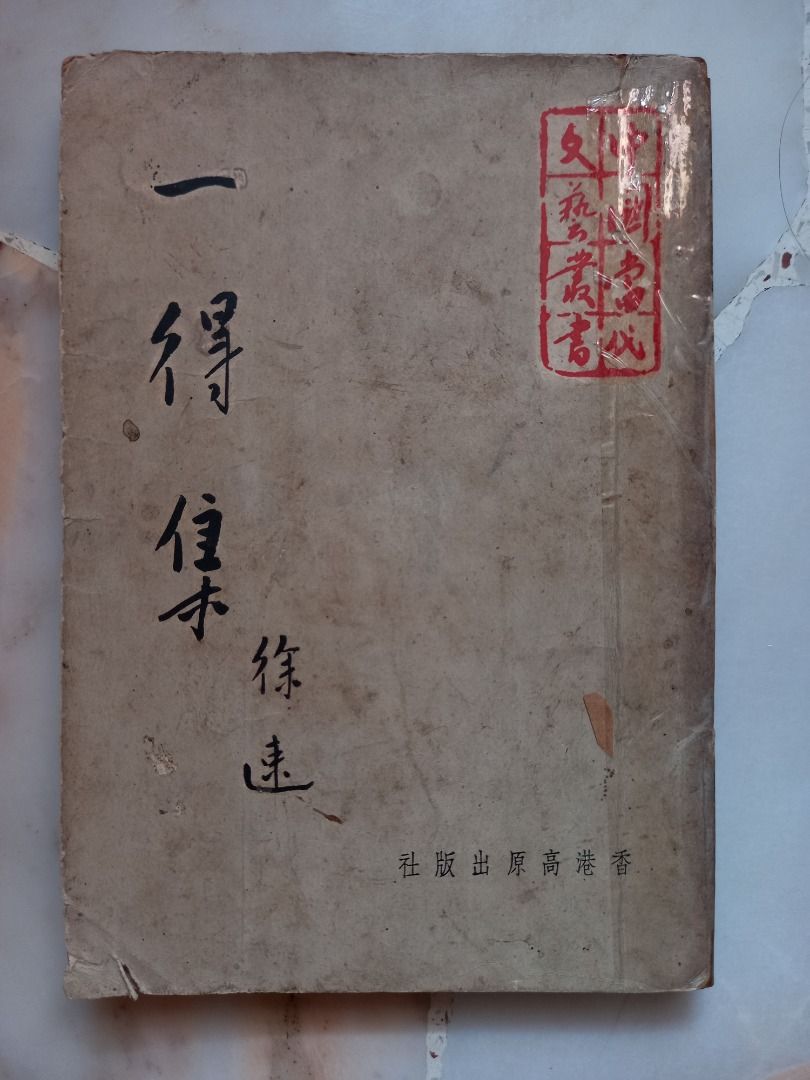 中國當代
文藝叢書
一得集
徐速
香港高原出版社